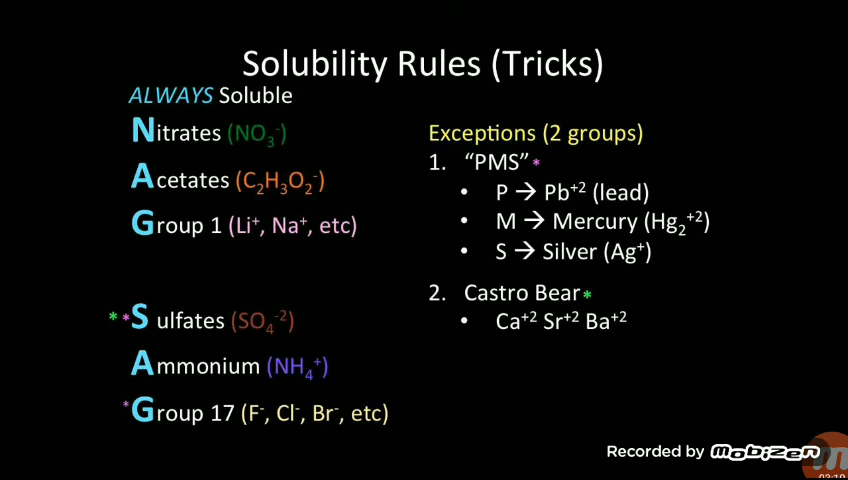 Solubility Rules (Tricks)
ALWAYS Soluble
Nitrates (NO₃⁻)
Acetates (C₂H₃O₂⁻)
Group 1 (Li⁺, Na⁺, etc)
**Sulfates (SO₄⁻²)
Ammonium (NH₄⁺)
*Group 17 (F⁻, Cl⁻, Br⁻, etc)
Exceptions (2 groups)
1. “PMS”*
• P → Pb⁺² (lead)
• M → Mercury (Hg₂⁺²)
• S → Silver (Ag⁺)
2. Castro Bear*
• Ca⁺² Sr⁺² Ba⁺²
Recorded by mobizen